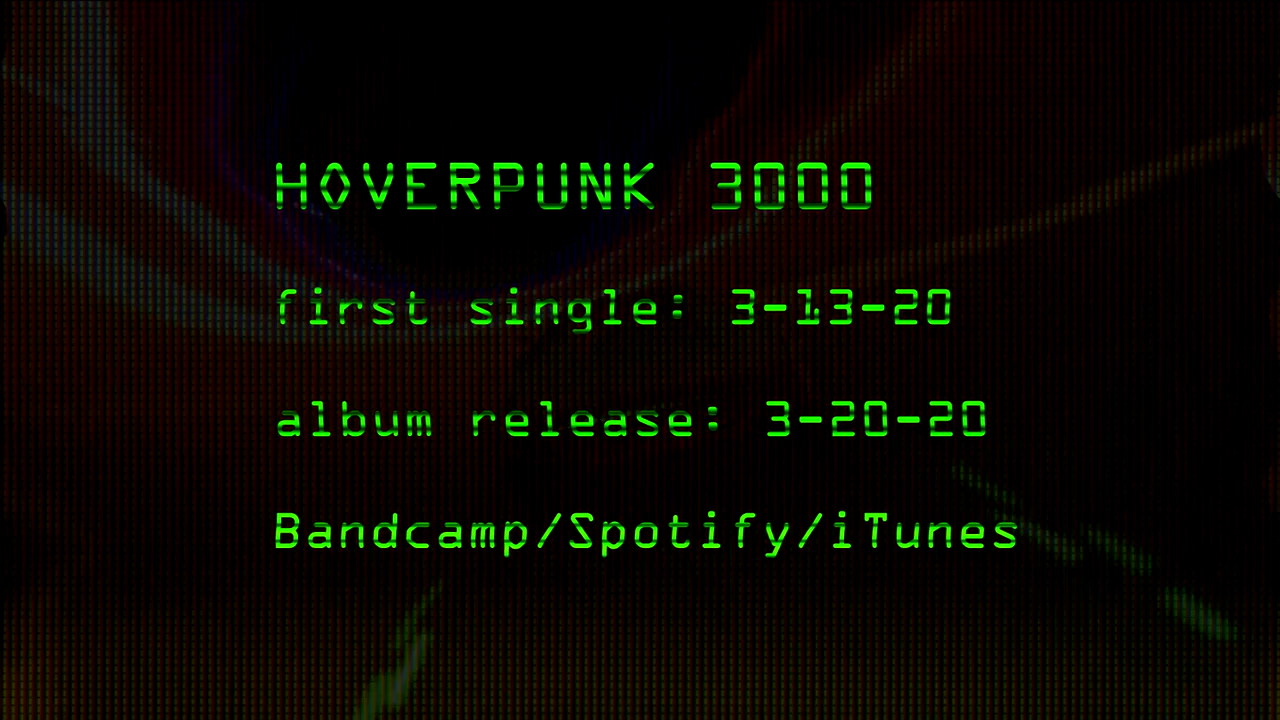 HOVERPUNK 3000
first single: 3-13-20
album release: 3-20-20
Bandcamp/Spotify/iTunes